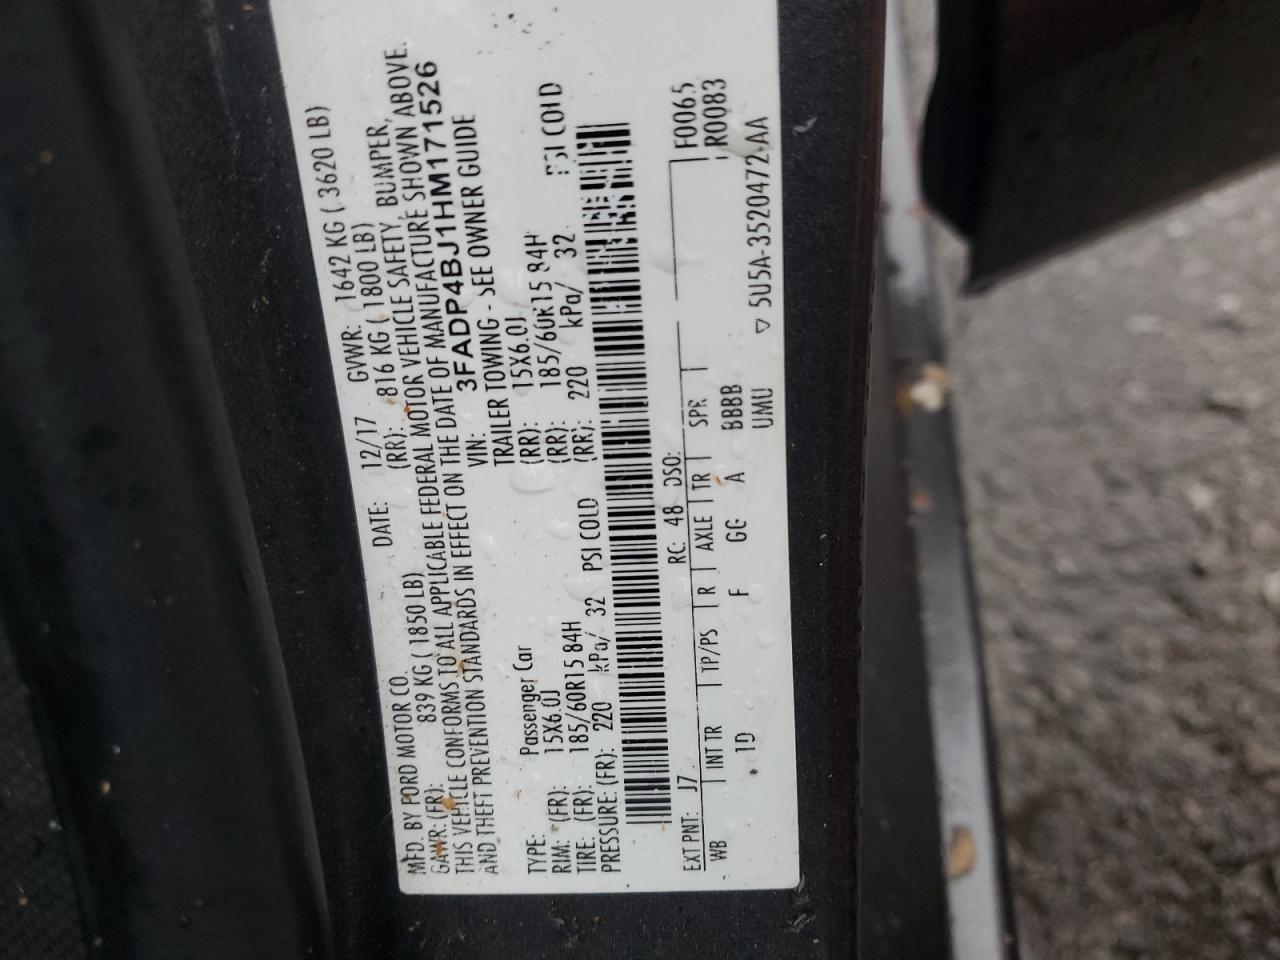 MFD. BY FORD MOTOR CO. DATE: 12/17 GVWR: 1642 KG ( 3620 LB)
GAWR: (FR): 839 KG ( 1850 LB) (RR): 816 KG ( 1800 LB)
THIS VEHICLE CONFORMS TO ALL APPLICABLE FEDERAL MOTOR VEHICLE SAFETY, BUMPER,
AND THEFT PREVENTION STANDARDS IN EFFECT ON THE DATE OF MANUFACTURE SHOWN ABOVE.
VIN: 3FADP4BJ1HM171526
TRAILER TOWING - SEE OWNER GUIDE
TYPE: Passenger Car
RIM: (FR): 15X6.0J (RR): 15X6.0J
TIRE: (FR): 185/60R15 84H (RR): 185/60R15 84H
PRESSURE: (FR): 220 kPa/ 32 PSI COLD (RR): 220 kPa/ 32 PSI COLD
EXT PNT: J7 RC: 48 DSO: F0065
WB INT TR TP/PS R AXLE TR SPR R0083
1D F GG A BBBB
UMU ▽ 5U5A-3520472-AA